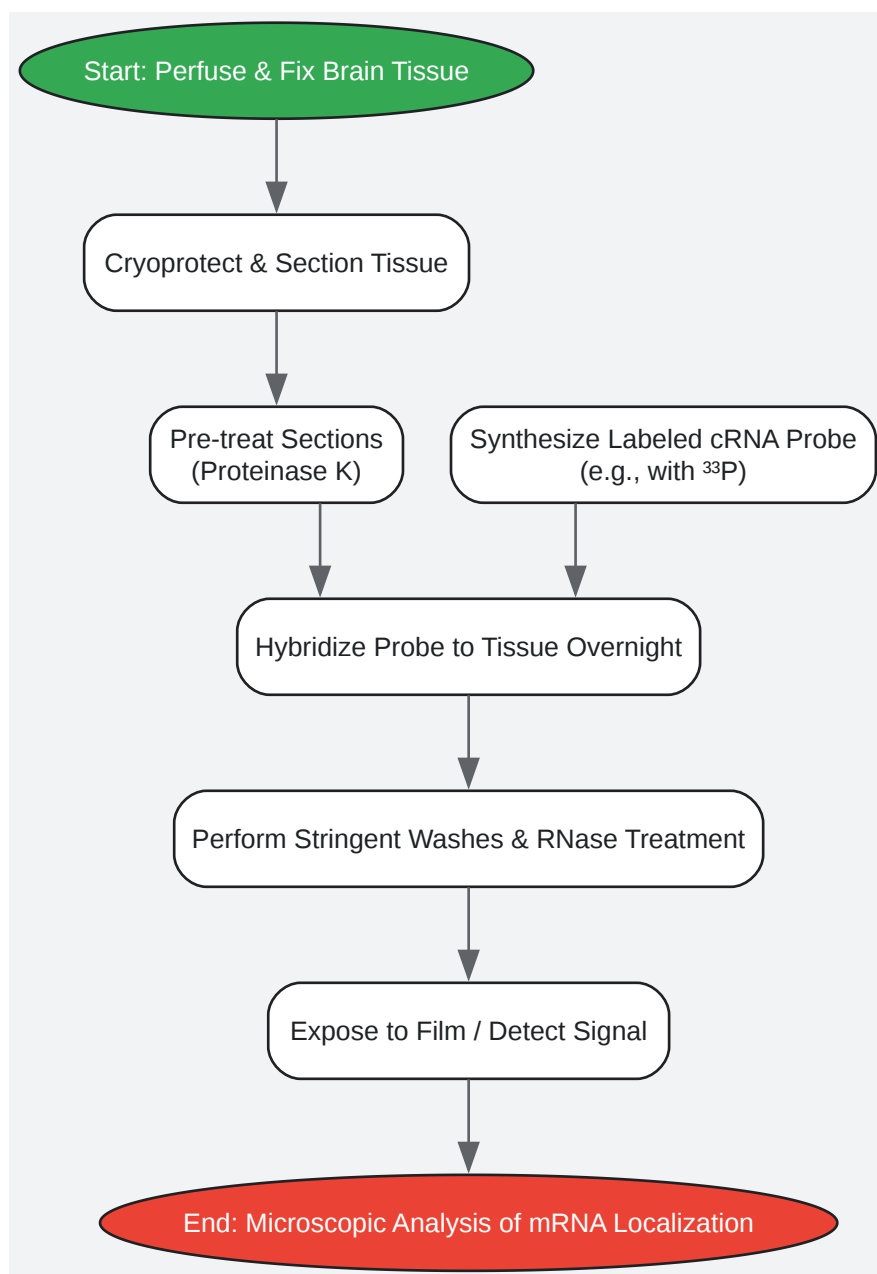 Start: Perfuse & Fix Brain Tissue
Cryoprotect & Section Tissue
Pre-treat Sections
(Proteinase K)
Synthesize Labeled cRNA Probe
(e.g., with ³³P)
Hybridize Probe to Tissue Overnight
Perform Stringent Washes & RNase Treatment
Expose to Film / Detect Signal
End: Microscopic Analysis of mRNA Localization